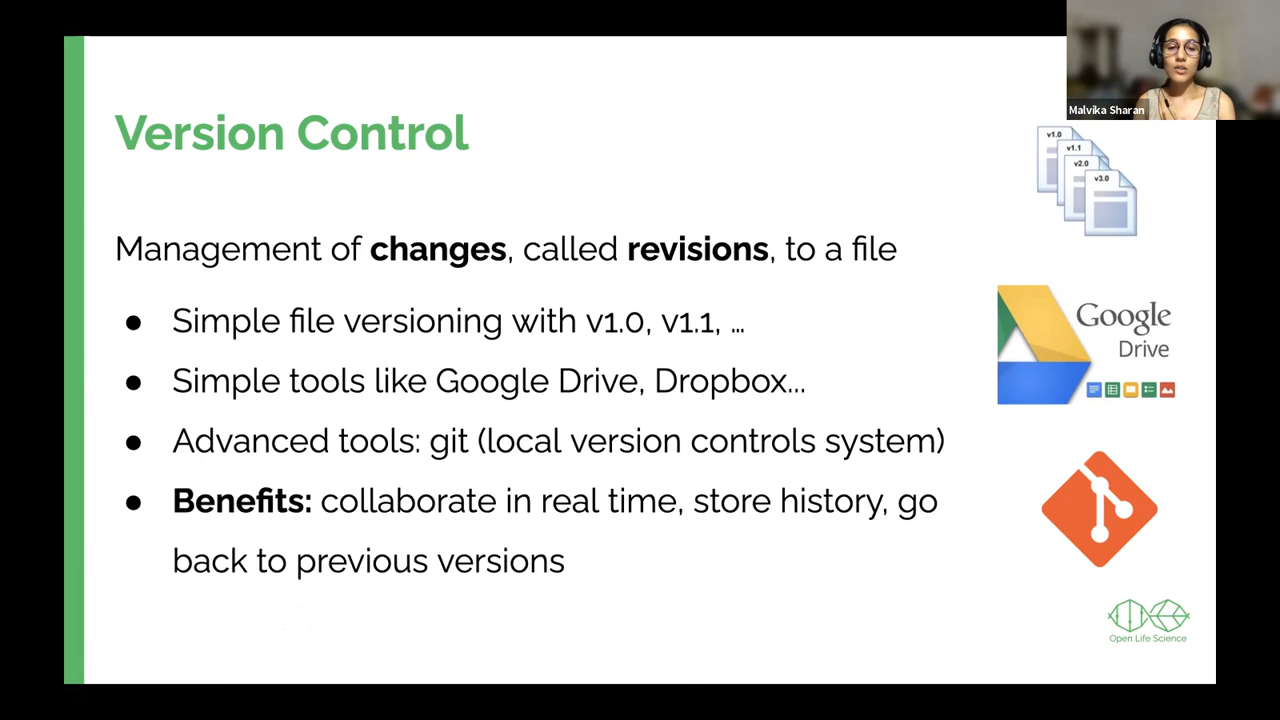 Malvika Sharan
Version Control
v1.0
v1.1
v2.0
v3.0
Management of changes, called revisions, to a file
● Simple file versioning with v1.0, v1.1, …
● Simple tools like Google Drive, Dropbox...
● Advanced tools: git (local version controls system)
● Benefits: collaborate in real time, store history, go
back to previous versions
Google
Drive
Open Life Science